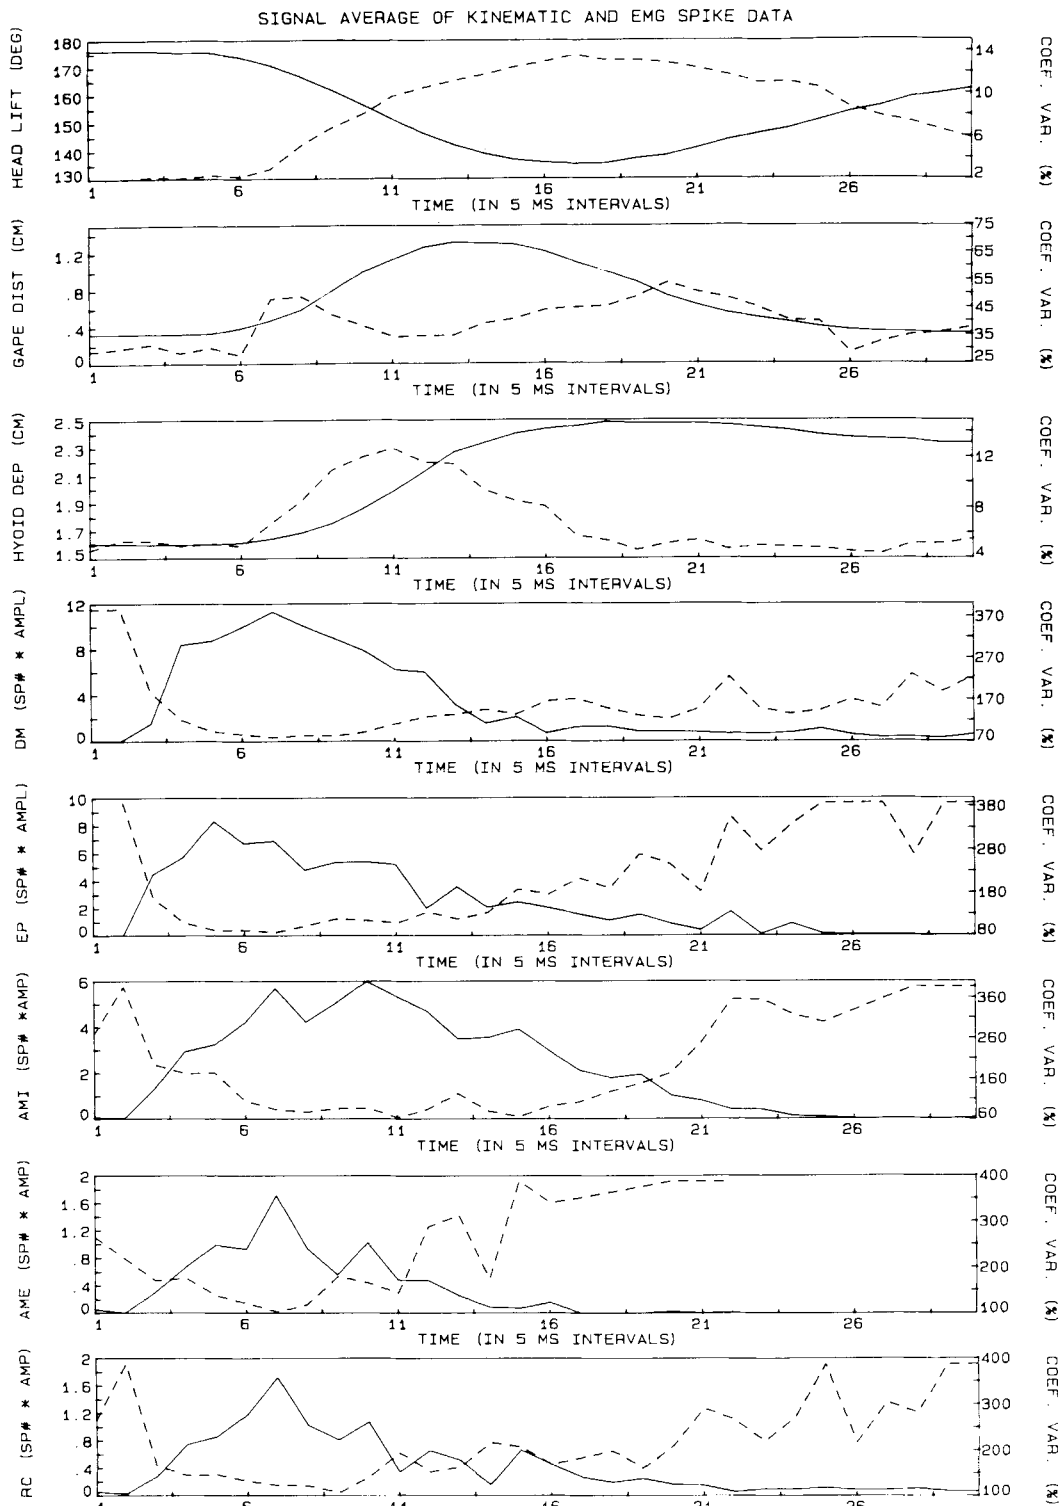 SIGNAL AVERAGE OF KINEMATIC AND EMG SPIKE DATA
HEAD LIFT (DEG)
180
170
160
150
140
130
14
10
6
2
COEF. VAR. (%)
1 6 11 16 21 26
TIME (IN 5 MS INTERVALS)
GAPE DIST (CM)
1.2
.8
.4
0
75
65
55
45
35
25
COEF. VAR. (%)
1 6 11 16 21 26
TIME (IN 5 MS INTERVALS)
HYOID DEP (CM)
2.5
2.3
2.1
1.9
1.7
1.5
12
8
4
COEF. VAR. (%)
1 6 11 16 21 26
TIME (IN 5 MS INTERVALS)
DM (SP# * AMPL)
12
8
4
0
370
270
170
70
COEF. VAR. (%)
1 6 11 16 21 26
TIME (IN 5 MS INTERVALS)
EP (SP# * AMPL)
10
8
6
4
2
0
380
280
180
80
COEF. VAR. (%)
1 6 11 16 21 26
TIME (IN 5 MS INTERVALS)
AMI (SP# *AMP)
6
4
2
0
360
260
160
60
COEF. VAR. (%)
1 6 11 16 21 26
TIME (IN 5 MS INTERVALS)
AME (SP# * AMP)
2
1.6
1.2
.8
.4
0
400
300
200
100
COEF. VAR. (%)
1 6 11 16 21 26
TIME (IN 5 MS INTERVALS)
RC (SP# * AMP)
2
1.6
1.2
.8
.4
0
400
300
200
100
COEF. VAR. (%)